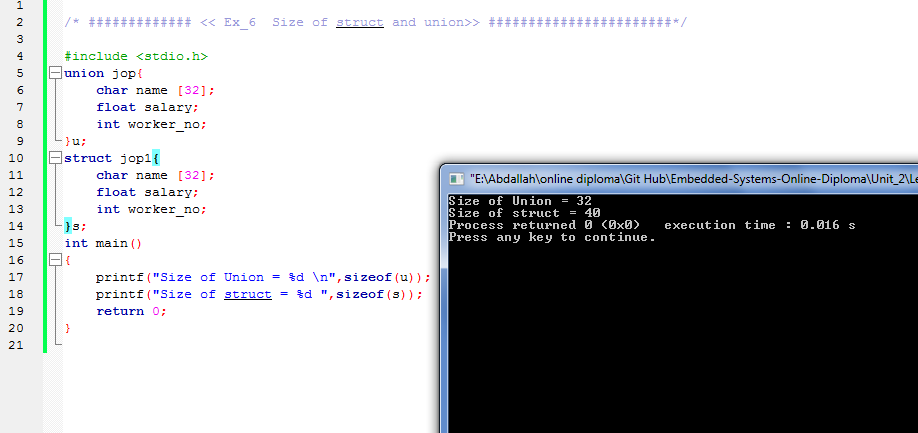 1
2 /* ############# << Ex_6  Size of struct and union>> #######################*/
3
4 #include <stdio.h>
5 union jop{
6     char name [32];
7     float salary;
8     int worker_no;
9 }u;
10 struct jop1{
11     char name [32];
12     float salary;
13     int worker_no;
14 }s;
15 int main()
16 {
17     printf("Size of Union = %d \n",sizeof(u));
18     printf("Size of struct = %d ",sizeof(s));
19     return 0;
20 }
21
"E:\Abdallah\online diploma\Git Hub\Embedded-Systems-Online-Diploma\Unit_2\Le
Size of Union = 32
Size of struct = 40
Process returned 0 (0x0)   execution time : 0.016 s
Press any key to continue.